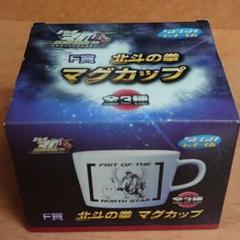 F賞 北斗の拳
マグカップ
全3種
FIST OF THE
NORTH STAR
全3種
F賞 北斗の拳 マグカップ